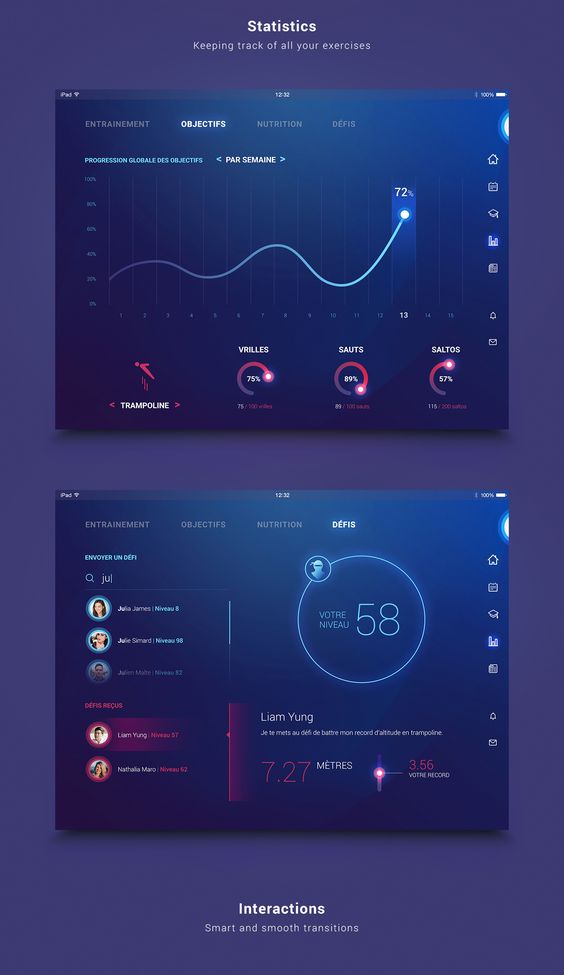 Statistics
Keeping track of all your exercises
iPad 12:32 100%
ENTRAINEMENT OBJECTIFS NUTRITION DÉFIS
PROGRESSION GLOBALE DES OBJECTIFS < PAR SEMAINE >
100%
80%
60%
40%
20%
0%
72%
1 2 3 4 5 6 7 8 9 10 11 12 13 14 15
VRILLES SAUTS SALTOS
75% 89% 57%
< TRAMPOLINE > 75 / 100 vrilles 89 / 100 sauts 115 / 200 saltos
iPad 12:32 100%
ENTRAINEMENT OBJECTIFS NUTRITION DÉFIS
ENVOYER UN DÉFI
ju
Julia James | Niveau 8
Julie Simard | Niveau 98
Julien Malte | Niveau 82
VOTRE
NIVEAU 58
DÉFIS REÇUS
Liam Yung | Niveau 57
Nathalia Maro | Niveau 62
Liam Yung
Je te mets au défi de battre mon record d'altitude en trampoline.
7.27 MÈTRES 3.56
VOTRE RECORD
Interactions
Smart and smooth transitions